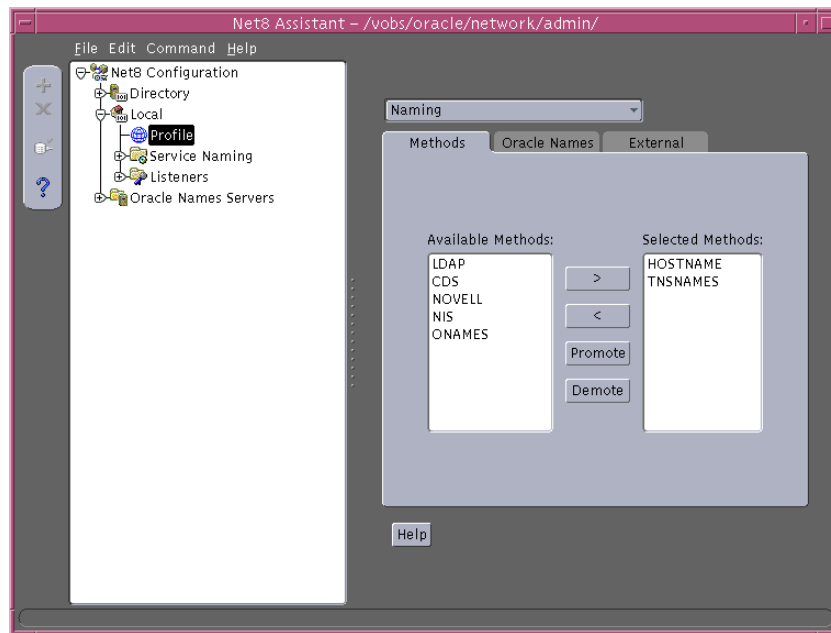 Net8 Assistant – /vobs/oracle/network/admin/
File Edit Command Help
Net8 Configuration
Directory
Local
Profile
Service Naming
Listeners
Oracle Names Servers
Naming
Methods Oracle Names External
Available Methods: Selected Methods:
LDAP
CDS
NOVELL
NIS
ONAMES
>
<
Promote
Demote
HOSTNAME
TNSNAMES
Help